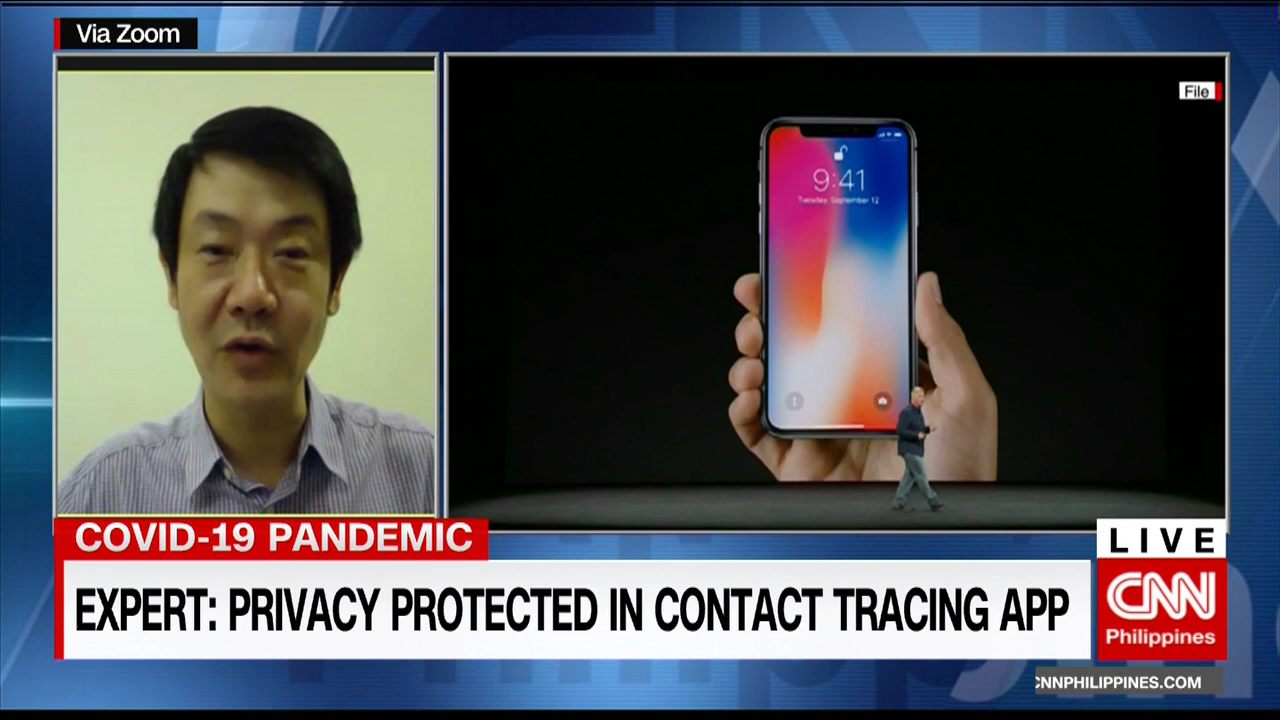 Via Zoom
File
9:41
Tuesday, September 12
COVID-19 PANDEMIC
EXPERT: PRIVACY PROTECTED IN CONTACT TRACING APP
LIVE
CNN
Philippines
CNNPHILIPPINES.COM